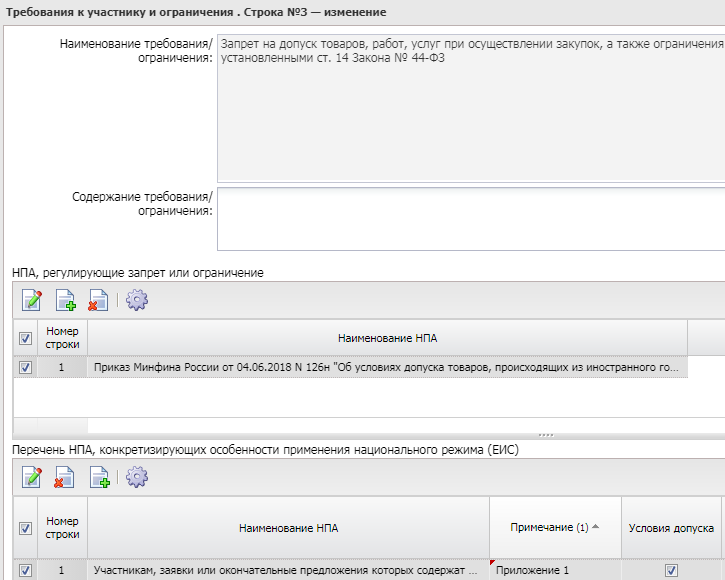 Требования к участнику и ограничения . Строка №3 — изменение
Наименование требования/
ограничения:
Запрет на допуск товаров, работ, услуг при осуществлении закупок, а также ограничения
установленными ст. 14 Закона № 44-ФЗ
Содержание требования/
ограничения:
НПА, регулирующие запрет или ограничение
Номер
строки
Наименование НПА
1 Приказ Минфина России от 04.06.2018 N 126н "Об условиях допуска товаров, происходящих из иностранного го...
Перечень НПА, конкретизирующих особенности применения национального режима (ЕИС)
Номер
строки
Наименование НПА Примечание (1) Условия допуска
1 Участникам, заявки или окончательные предложения которых содержат ... Приложение 1